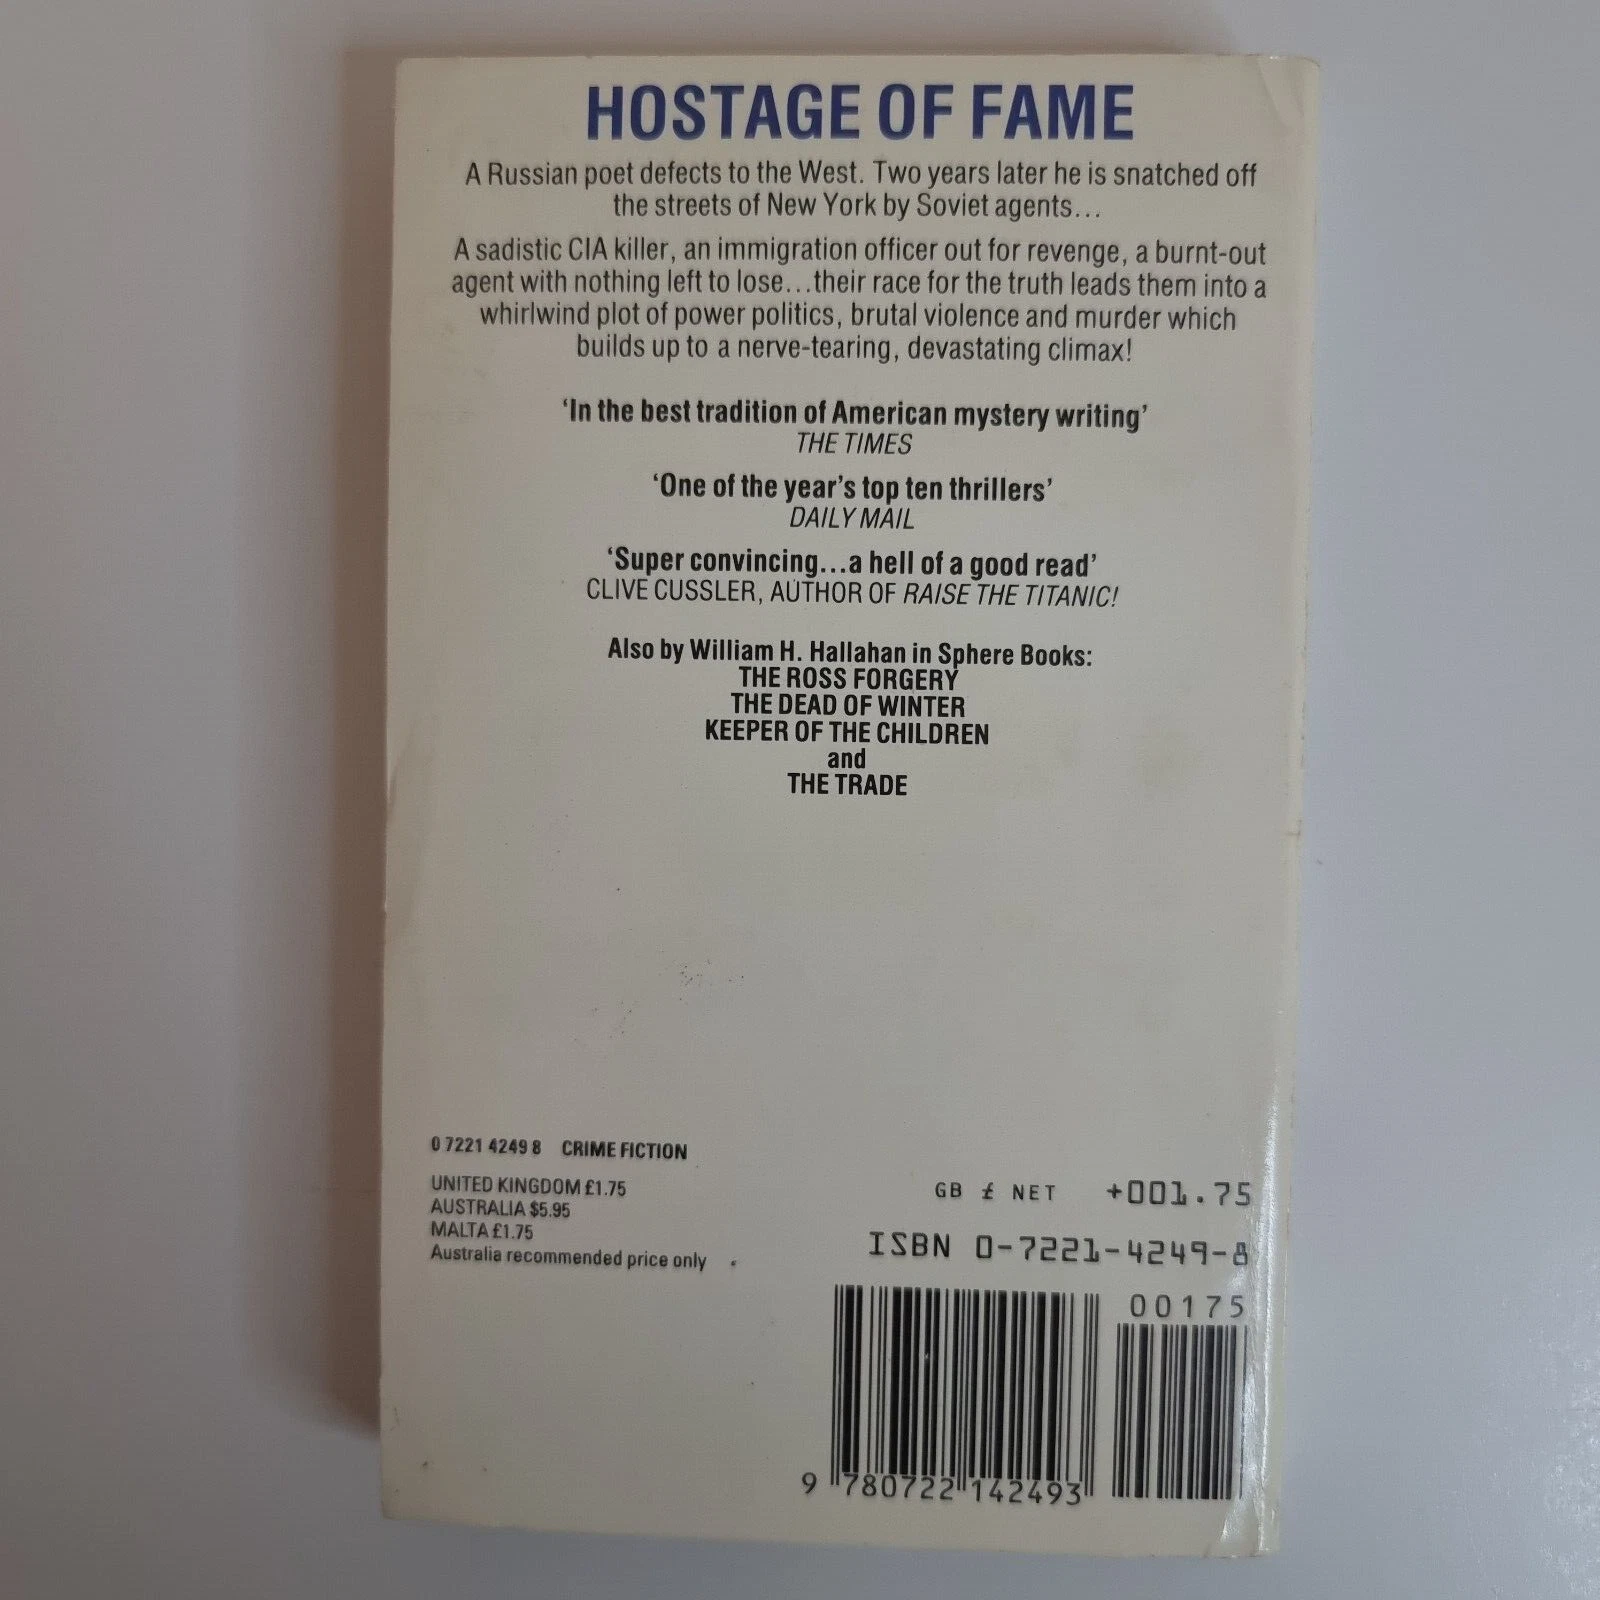 HOSTAGE OF FAME
A Russian poet defects to the West. Two years later he is snatched off
the streets of New York by Soviet agents...
A sadistic CIA killer, an immigration officer out for revenge, a burnt-out
agent with nothing left to lose...their race for the truth leads them into a
whirlwind plot of power politics, brutal violence and murder which
builds up to a nerve-tearing, devastating climax!
‘In the best tradition of American mystery writing’
THE TIMES
‘One of the year’s top ten thrillers’
DAILY MAIL
‘Super convincing...a hell of a good read’
CLIVE CUSSLER, AUTHOR OF RAISE THE TITANIC!
Also by William H. Hallahan in Sphere Books:
THE ROSS FORGERY
THE DEAD OF WINTER
KEEPER OF THE CHILDREN
and
THE TRADE
0 7221 4249 8 CRIME FICTION
UNITED KINGDOM £1.75
AUSTRALIA $5.95
MALTA £1.75
Australia recommended price only
GB £ NET +001.75
ISBN 0-7221-4249-8
00175
9 780722 142493